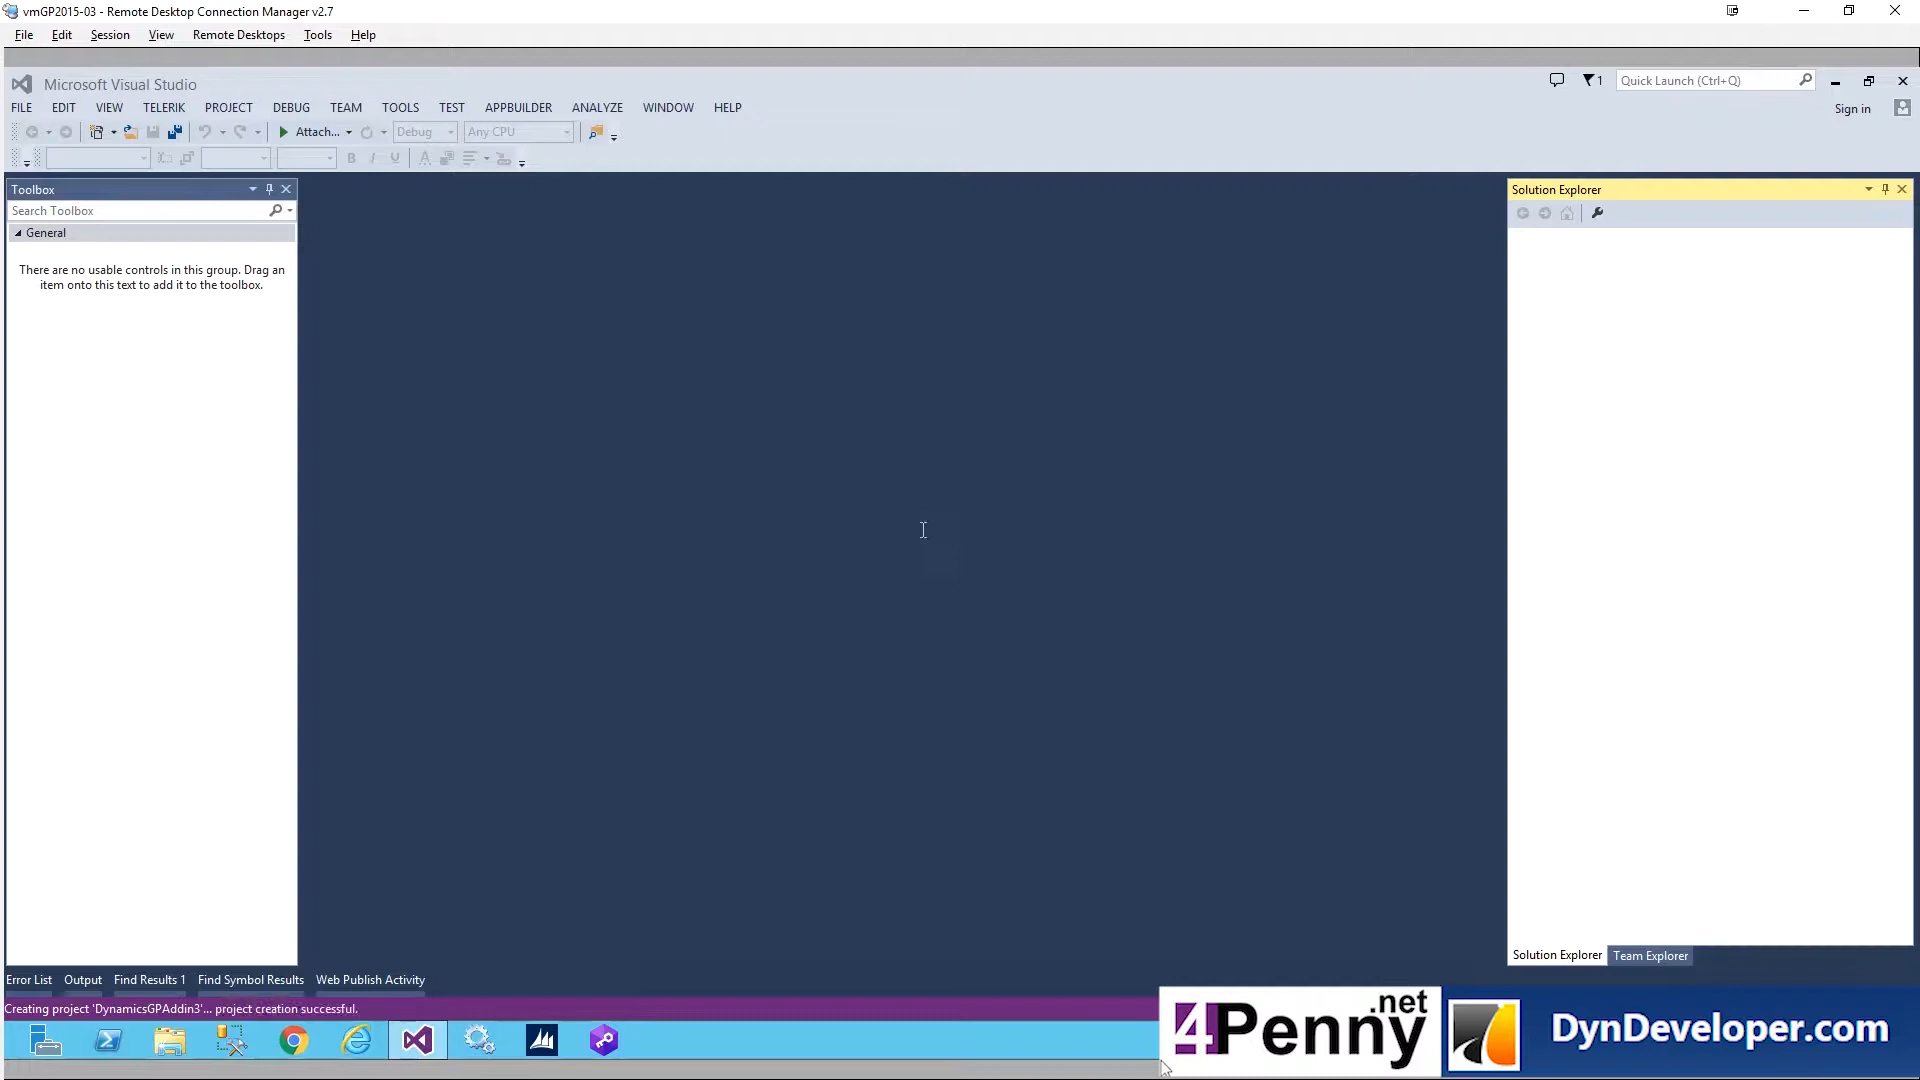 vmGP2015-03 - Remote Desktop Connection Manager v2.7
File Edit Session View Remote Desktops Tools Help
Microsoft Visual Studio
1 Quick Launch (Ctrl+Q)
FILE EDIT VIEW TELERIK PROJECT DEBUG TEAM TOOLS TEST APPBUILDER ANALYZE WINDOW HELP
Sign in
Attach... Debug Any CPU
B I U A
Toolbox
Search Toolbox
General
There are no usable controls in this group. Drag an
item onto this text to add it to the toolbox.
Solution Explorer
Solution Explorer Team Explorer
Error List Output Find Results 1 Find Symbol Results Web Publish Activity
Creating project 'DynamicsGPAddin3'... project creation successful.
4Penny.net
DynDeveloper.com